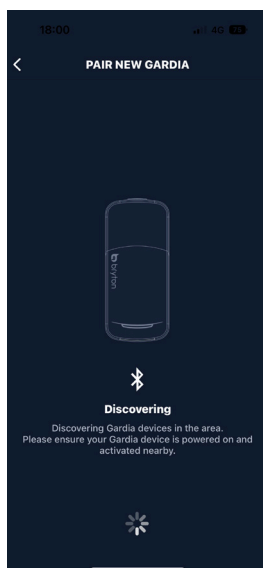 18:00
4G 75
PAIR NEW GARDIA
bryton
Discovering
Discovering Gardia devices in the area.
Please ensure your Gardia device is powered on and
activated nearby.